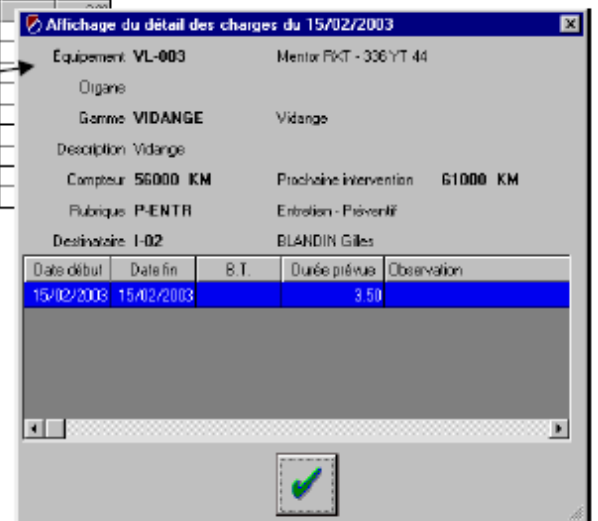 Affichage du détail des charges du 15/02/2003
Équipement VL-003 Mentor RXT - 336 YT 44
Organe
Gamme VIDANGE Vidange
Description Vidange
Compteur 56000 KM Prochaine intervention 61000 KM
Rubrique P-ENTR Entretien - Préventif
Destinataire I-02 BLANDIN Gilles
Date début Date fin B.T. Durée prévue Observation
15/02/2003 15/02/2003 3.50